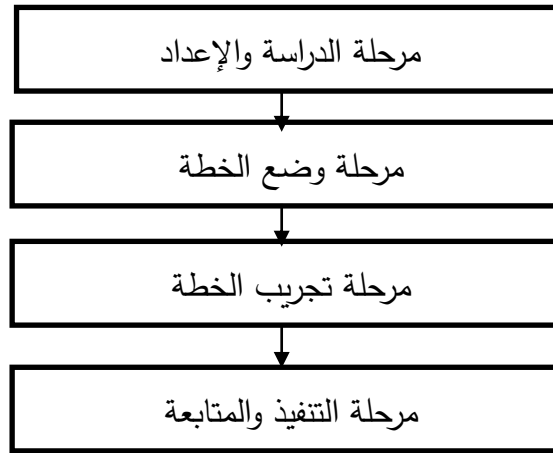 مرحلة الدراسة والإعداد
مرحلة وضع الخطة
مرحلة تجريب الخطة
مرحلة التنفيذ والمتابعة